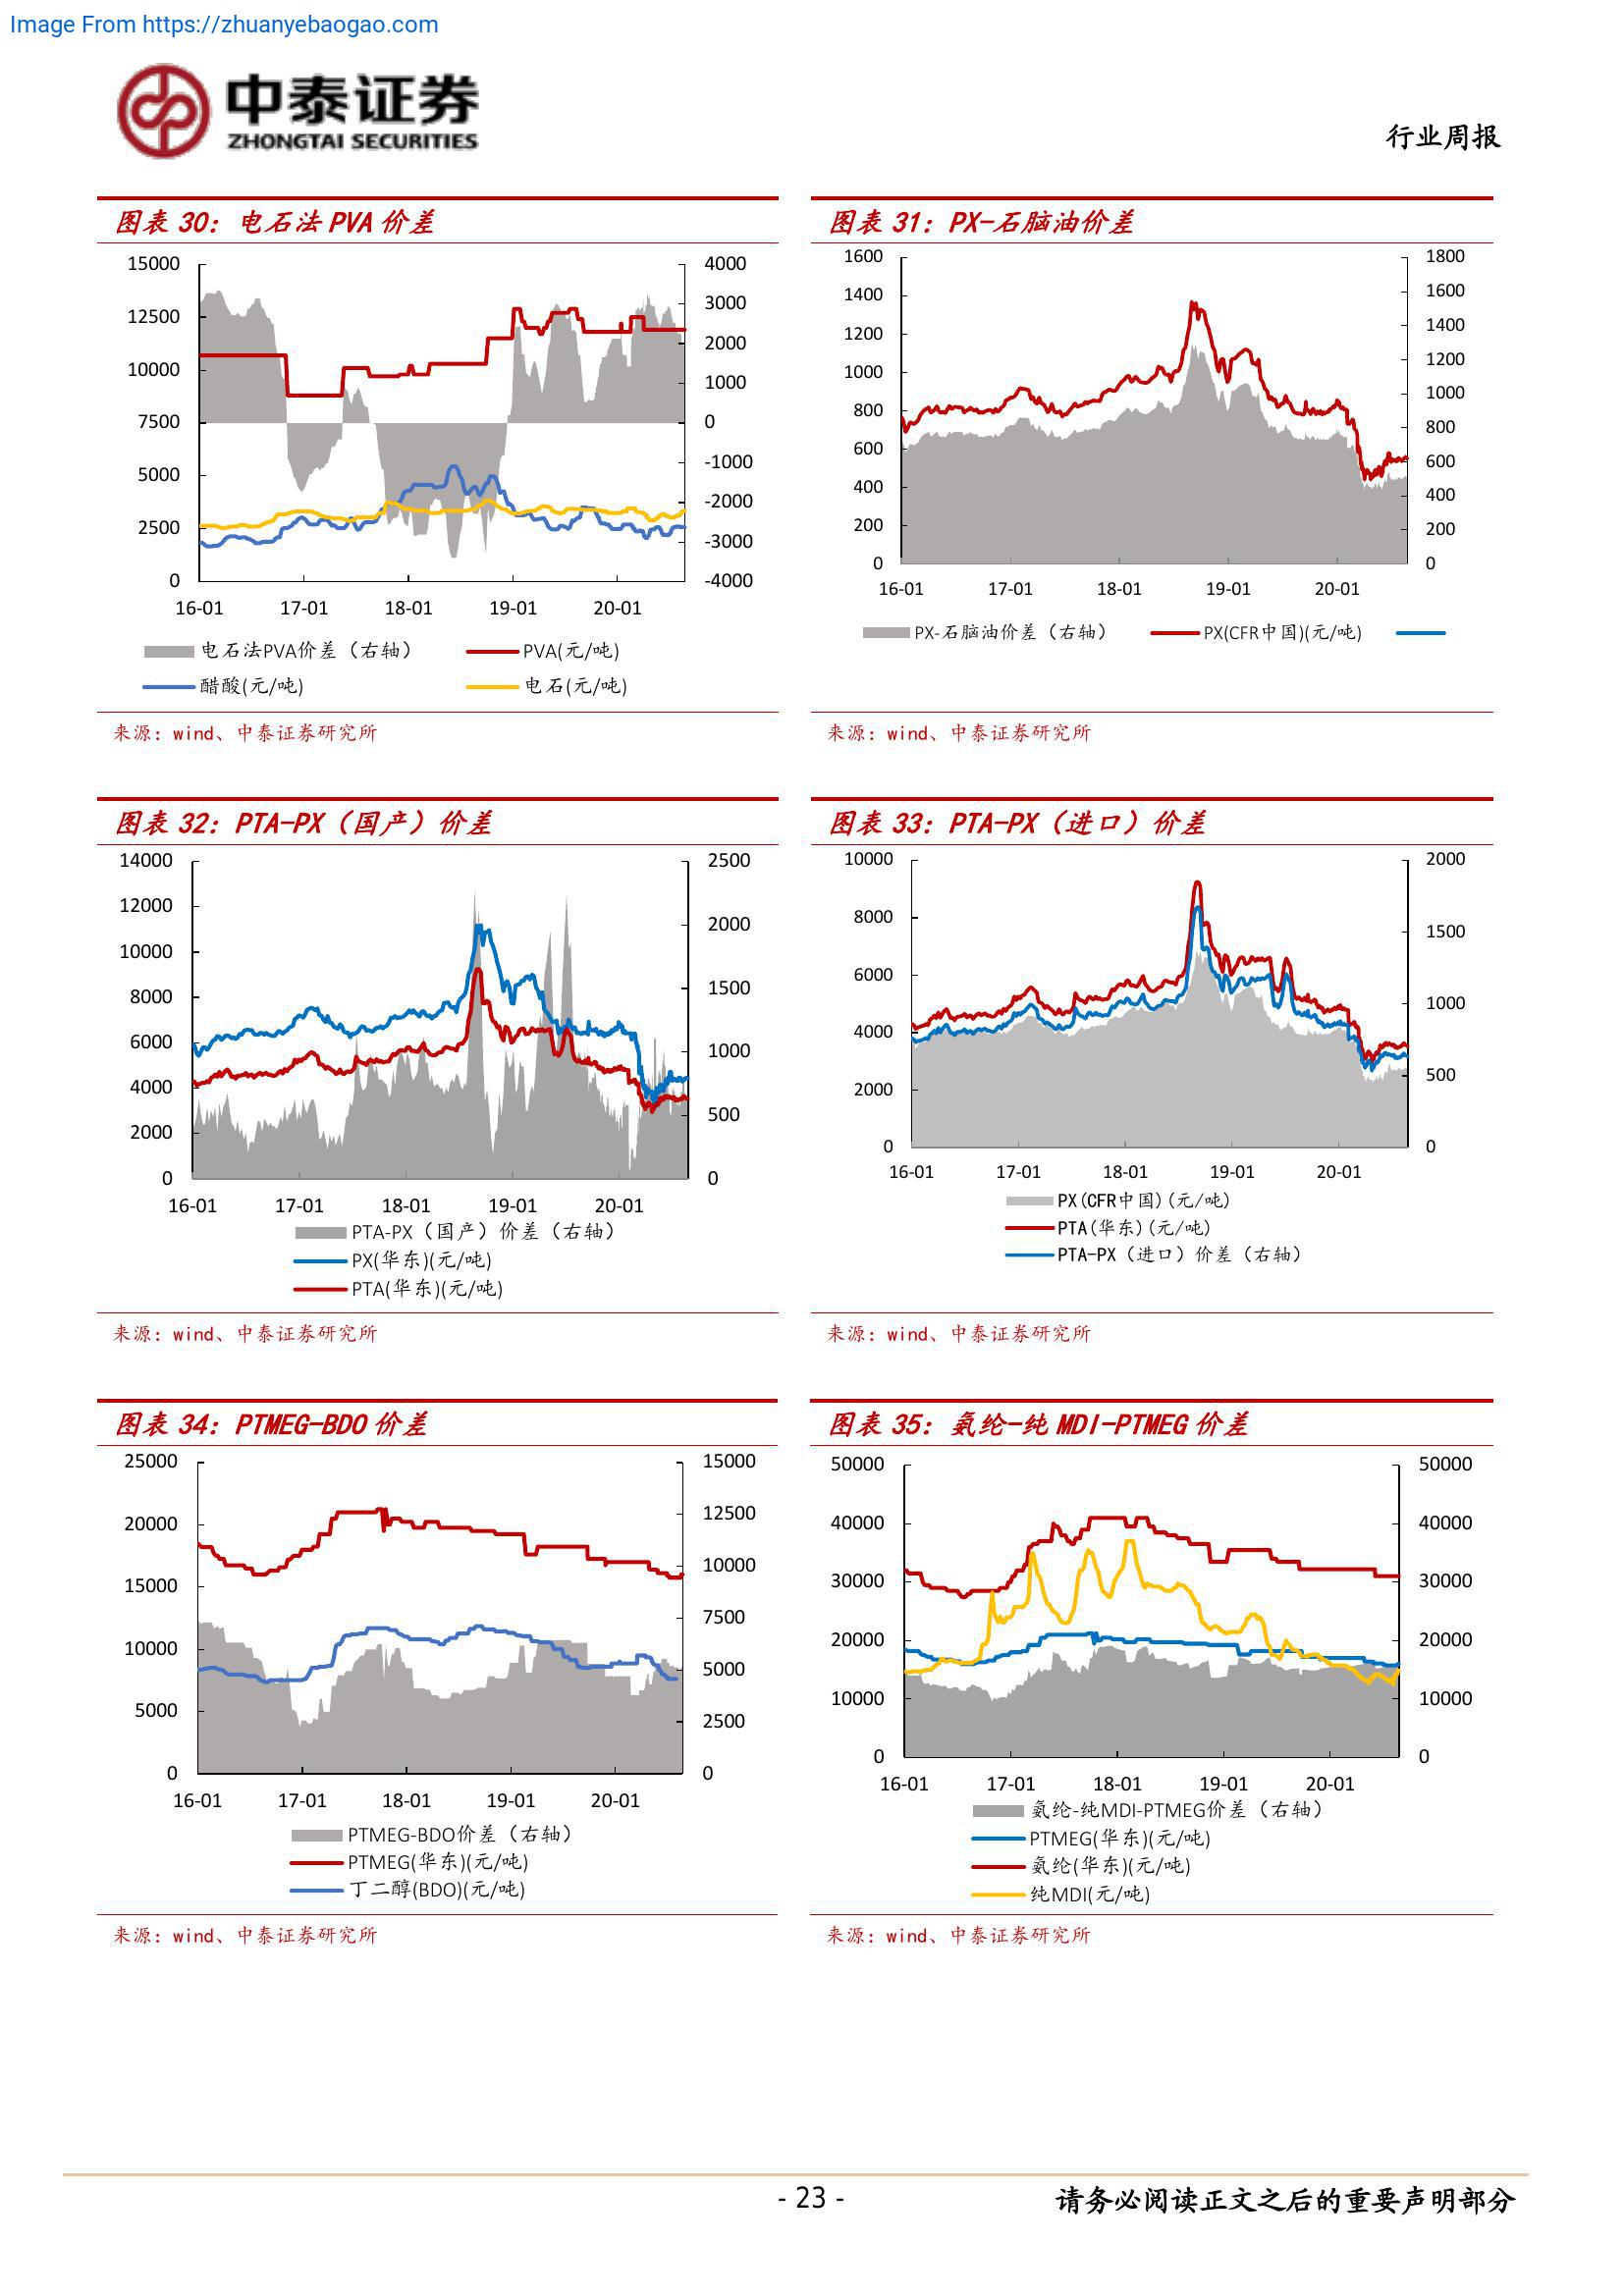 Image From https://zhuanyebaogao.com
中泰证券
ZHONGTAI SECURITIES
行业周报
图表 30：电石法 PVA 价差
15000
12500
10000
7500
5000
2500
0
4000
3000
2000
1000
0
-1000
-2000
-3000
-4000
16-01 17-01 18-01 19-01 20-01
电石法PVA价差（右轴） PVA(元/吨)
醋酸(元/吨) 电石(元/吨)
来源：wind、中泰证券研究所
图表 31：PX-石脑油价差
1600
1400
1200
1000
800
600
400
200
0
1800
1600
1400
1200
1000
800
600
400
200
0
16-01 17-01 18-01 19-01 20-01
PX-石脑油价差（右轴） PX(CFR中国)(元/吨)
来源：wind、中泰证券研究所
图表 32：PTA-PX（国产）价差
14000
12000
10000
8000
6000
4000
2000
0
2500
2000
1500
1000
500
0
16-01 17-01 18-01 19-01 20-01
PTA-PX（国产）价差（右轴）
PX(华东)(元/吨)
PTA(华东)(元/吨)
来源：wind、中泰证券研究所
图表 33：PTA-PX（进口）价差
10000
8000
6000
4000
2000
0
2000
1500
1000
500
0
16-01 17-01 18-01 19-01 20-01
PX(CFR中国)(元/吨)
PTA(华东)(元/吨)
PTA-PX（进口）价差（右轴）
来源：wind、中泰证券研究所
图表 34：PTMEG-BDO 价差
25000
20000
15000
10000
5000
0
15000
12500
10000
7500
5000
2500
0
16-01 17-01 18-01 19-01 20-01
PTMEG-BDO价差（右轴）
PTMEG(华东)(元/吨)
丁二醇(BDO)(元/吨)
来源：wind、中泰证券研究所
图表 35：氨纶-纯 MDI-PTMEG 价差
50000
40000
30000
20000
10000
0
50000
40000
30000
20000
10000
0
16-01 17-01 18-01 19-01 20-01
氨纶-纯MDI-PTMEG价差（右轴）
PTMEG(华东)(元/吨)
氨纶(华东)(元/吨)
纯MDI(元/吨)
来源：wind、中泰证券研究所
- 23 -
请务必阅读正文之后的重要声明部分